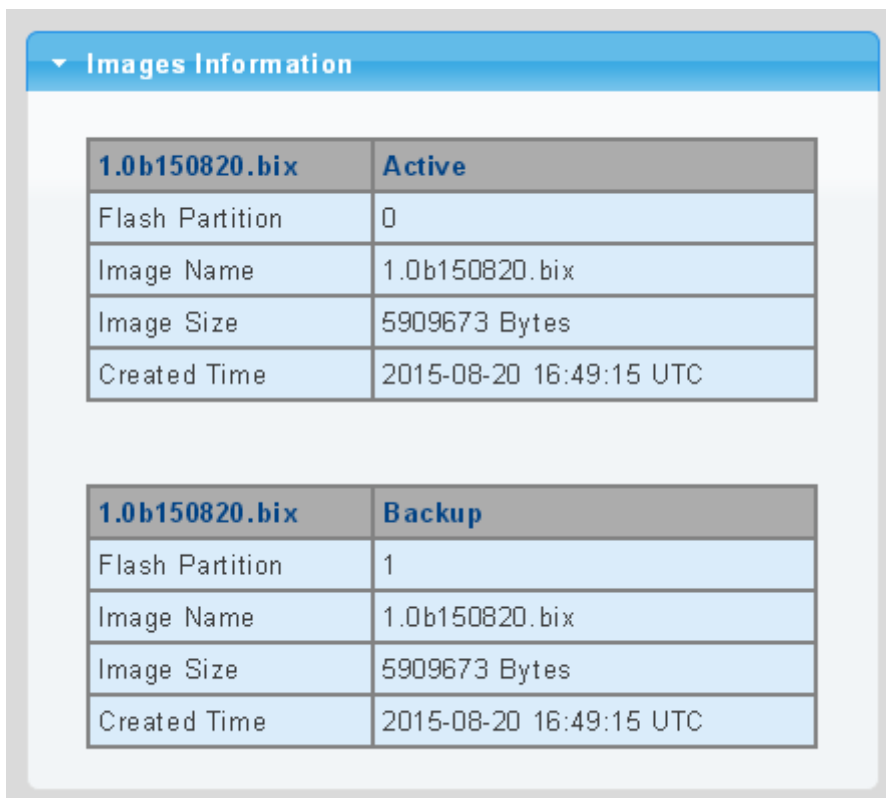 Images Information
1.0b150820.bix Active
Flash Partition 0
Image Name 1.0b150820.bix
Image Size 5909673 Bytes
Created Time 2015-08-20 16:49:15 UTC
1.0b150820.bix Backup
Flash Partition 1
Image Name 1.0b150820.bix
Image Size 5909673 Bytes
Created Time 2015-08-20 16:49:15 UTC